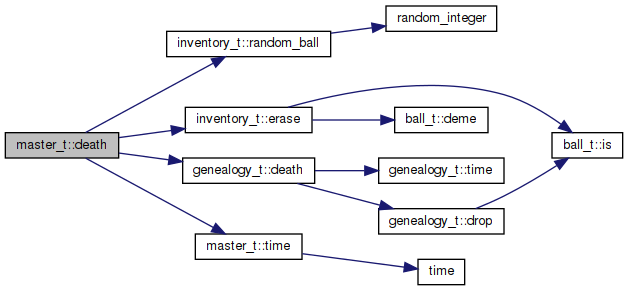 random_integer
inventory_t::random_ball
inventory_t::erase
ball_t::deme
master_t::death
ball_t::is
genealogy_t::death
genealogy_t::time
genealogy_t::drop
master_t::time
time